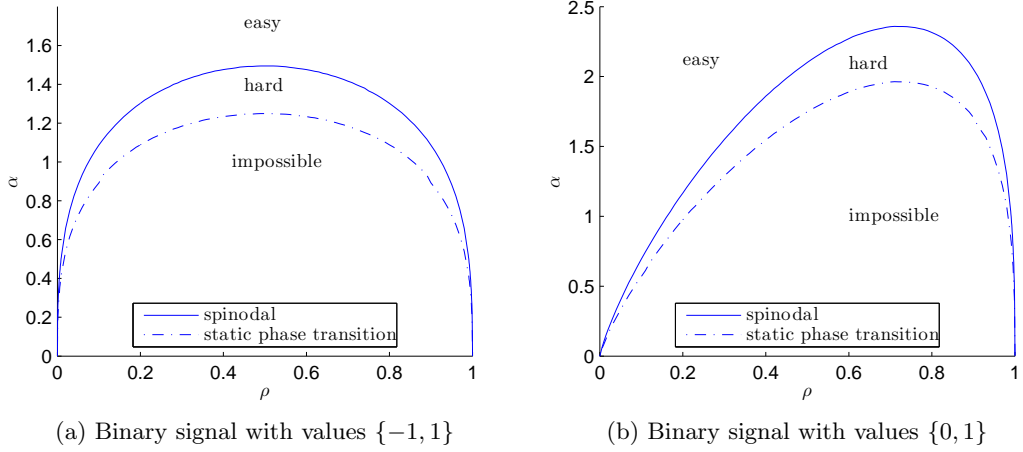 easy
hard
impossible
α
1.6
1.4
1.2
1
0.8
0.6
0.4
0.2
0
spinodal
static phase transition
0 0.2 0.4 0.6 0.8 1
ρ
(a) Binary signal with values {−1, 1}
2.5
2
1.5
1
0.5
0
α
easy
hard
impossible
spinodal
static phase transition
0 0.2 0.4 0.6 0.8 1
ρ
(b) Binary signal with values {0, 1}